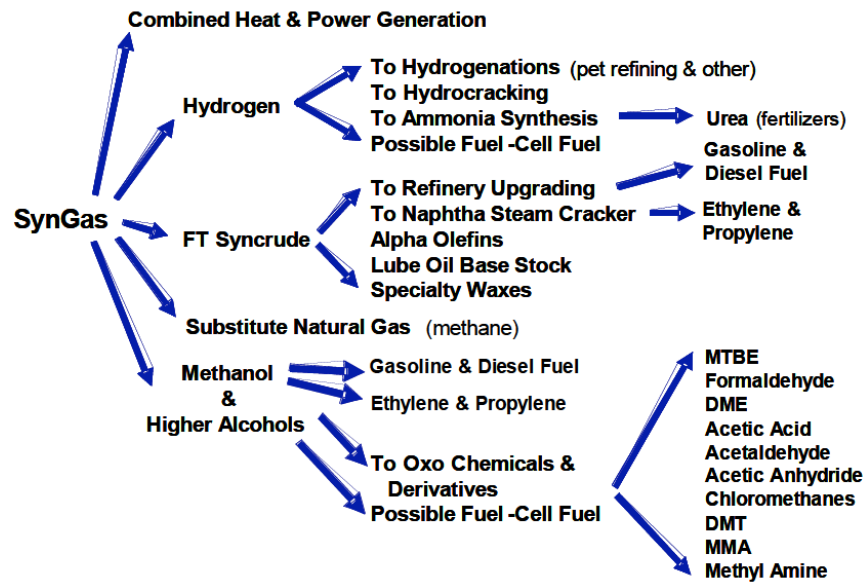 Combined Heat & Power Generation
Hydrogen
To Hydrogenations (pet refining & other)
To Hydrocracking
To Ammonia Synthesis
Possible Fuel -Cell Fuel
Urea (fertilizers)
Gasoline &
Diesel Fuel
SynGas
FT Syncrude
To Refinery Upgrading
To Naphtha Steam Cracker
Alpha Olefins
Lube Oil Base Stock
Specialty Waxes
Ethylene &
Propylene
Substitute Natural Gas (methane)
Methanol
&
Higher Alcohols
Gasoline & Diesel Fuel
Ethylene & Propylene
To Oxo Chemicals &
Derivatives
Possible Fuel -Cell Fuel
MTBE
Formaldehyde
DME
Acetic Acid
Acetaldehyde
Acetic Anhydride
Chloromethanes
DMT
MMA
Methyl Amine